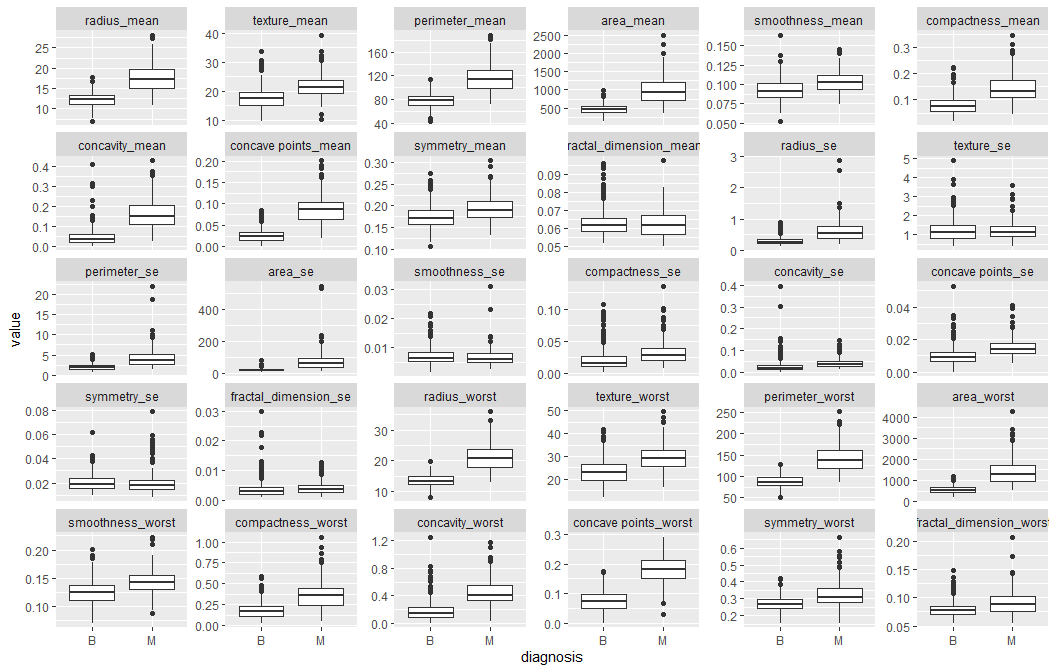 radius_mean texture_mean perimeter_mean area_mean smoothness_mean compactness_mean
25 20 15 10
40 30 20 10
160 120 80 40
2500 2000 1500 1000 500
0.150 0.125 0.100 0.075 0.050
0.3 0.2 0.1
concavity_mean concave points_mean symmetry_mean ractal_dimension_mean radius_se texture_se
0.4 0.3 0.2 0.1 0.0
0.20 0.15 0.10 0.05 0.00
0.30 0.25 0.20 0.15 0.10
0.09 0.08 0.07 0.06 0.05
3 2 1 0
5 4 3 2 1
perimeter_se area_se smoothness_se compactness_se concavity_se concave points_se
20 15 10 5 0
400 200 0
0.03 0.02 0.01
0.10 0.05 0.00
0.4 0.3 0.2 0.1 0.0
0.04 0.02 0.00
symmetry_se fractal_dimension_se radius_worst texture_worst perimeter_worst area_worst
0.08 0.06 0.04 0.02
0.03 0.02 0.01 0.00
30 20 10
50 40 30 20 10
250 200 150 100 50
4000 3000 2000 1000 0
smoothness_worst compactness_worst concavity_worst concave points_worst symmetry_worst fractal_dimension_worst
0.20 0.15 0.10
1.00 0.75 0.50 0.25 0.00
1.2 0.8 0.4 0.0
0.3 0.2 0.1 0.0
0.6 0.5 0.4 0.3 0.2
0.20 0.15 0.10 0.05
B M B M B M B M B M B M
value
diagnosis